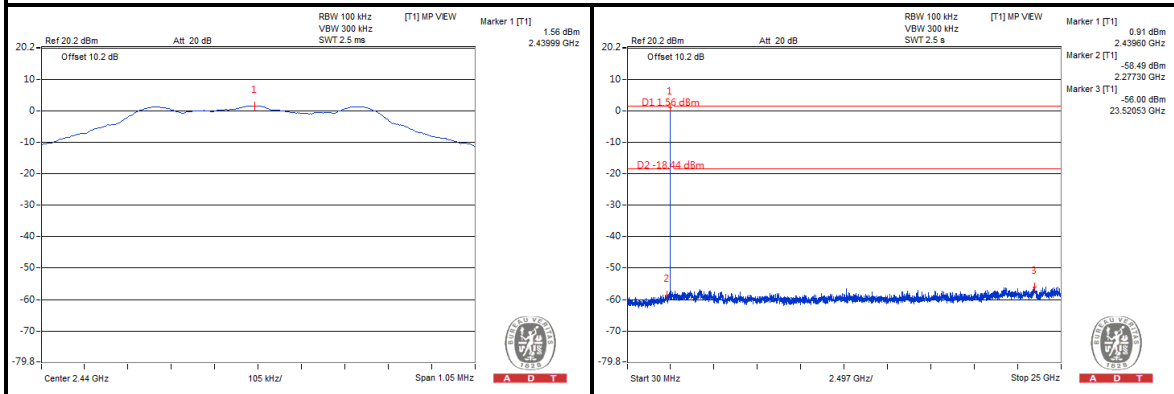 RBW 100 kHz [T1] MP VIEW
VBW 300 kHz
Ref 20.2 dBm Att 20 dB SWT 2.5 ms
Marker 1 [T1]
1.56 dBm
2.43999 GHz
20.2
Offset 10.2 dB
10
0
-10
-20
-30
-40
-50
-60
-70
-79.8
1
Center 2.44 GHz 105 kHz/ Span 1.05 MHz
BUREAU VERITAS
1828
A D T
RBW 100 kHz [T1] MP VIEW
VBW 300 kHz
Ref 20.2 dBm Att 20 dB SWT 2.5 s
Marker 1 [T1]
0.91 dBm
2.43960 GHz
Marker 2 [T1]
-58.49 dBm
2.27730 GHz
Marker 3 [T1]
-56.00 dBm
23.52053 GHz
20.2
Offset 10.2 dB
10
0
-10
-20
-30
-40
-50
-60
-70
-79.8
1
D1 1.56 dBm
D2 -18.44 dBm
2
3
Start 30 MHz 2.497 GHz/ Stop 25 GHz
BUREAU VERITAS
1828
A D T